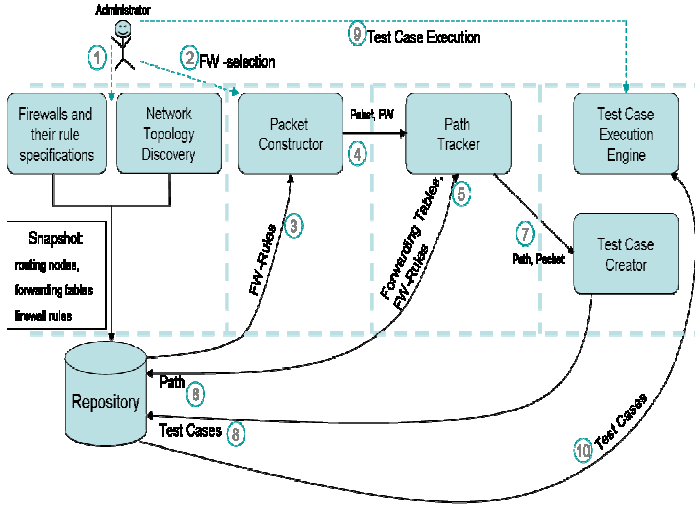 Administrator
1
2 FW -selection
9 Test Case Execution
Firewalls and
their rule
specifications
Network
Topology
Discovery
Packet
Constructor
Packet, FW
4
Path
Tracker
Test Case
Execution
Engine
Snapshot:
routing nodes,
forwarding tables
firewall rules
FW -Rules
3
Forwarding Tables,
FW-Rules
5
7
Path, Packet
Test Case
Creator
Repository
Path 8
Test Cases 8
10 Test Cases